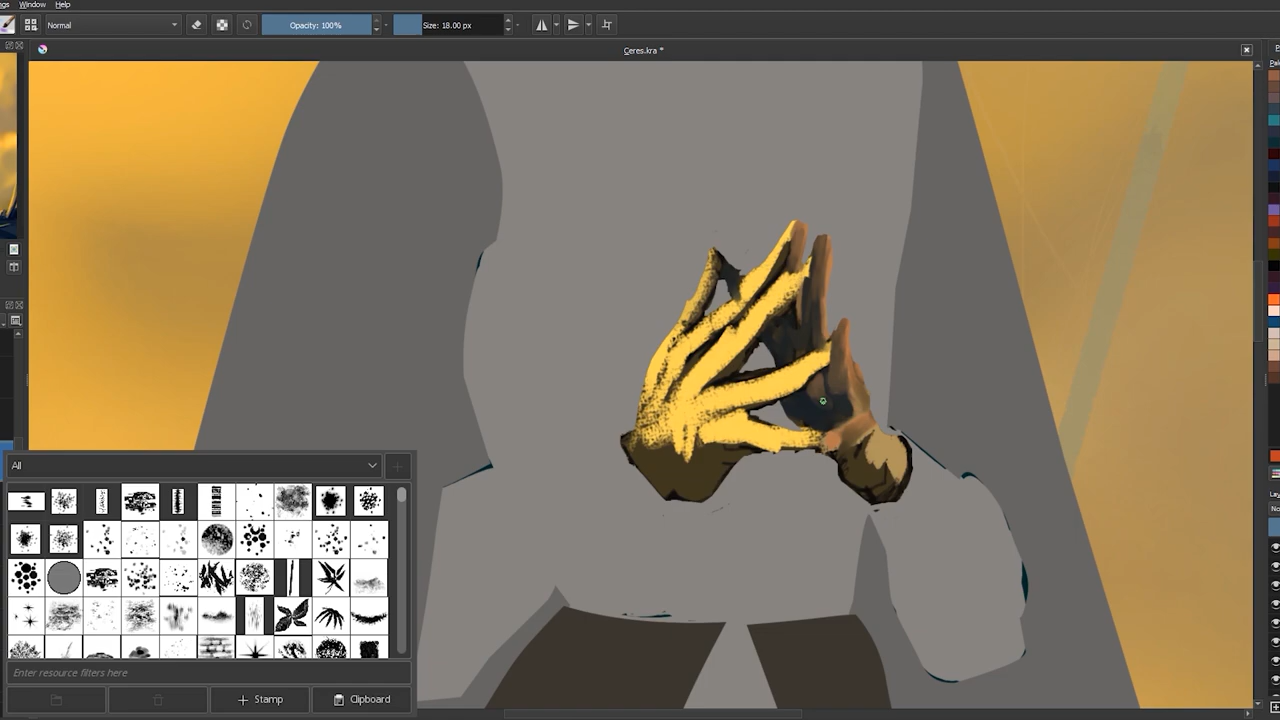 Window Help
Normal
Opacity: 100%
Size: 18.00 px
Ceres.kra *
All
Enter resource filters here
Stamp
Clipboard